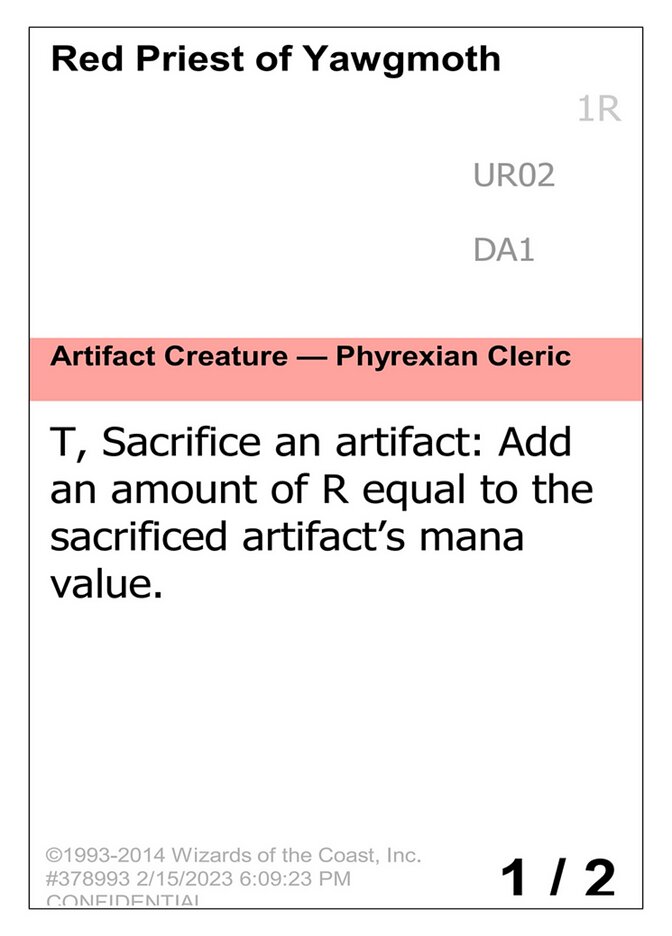 Red Priest of Yawgmoth
1R
UR02
DA1
Artifact Creature — Phyrexian Cleric
T, Sacrifice an artifact: Add
an amount of R equal to the
sacrificed artifact’s mana
value.
©1993-2014 Wizards of the Coast, Inc.
#378993 2/15/2023 6:09:23 PM
CONFIDENTIAL
1 / 2